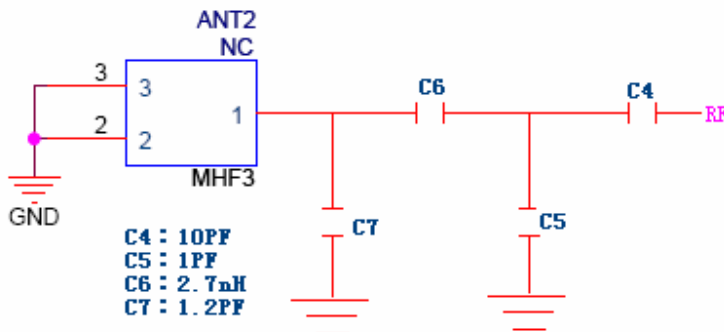 ANT2
NC
3
3
1
2
2
MHF3
GND
C6
C4
RF
C7
C5
C4：10PF
C5：1PF
C6：2.7nH
C7：1.2PF